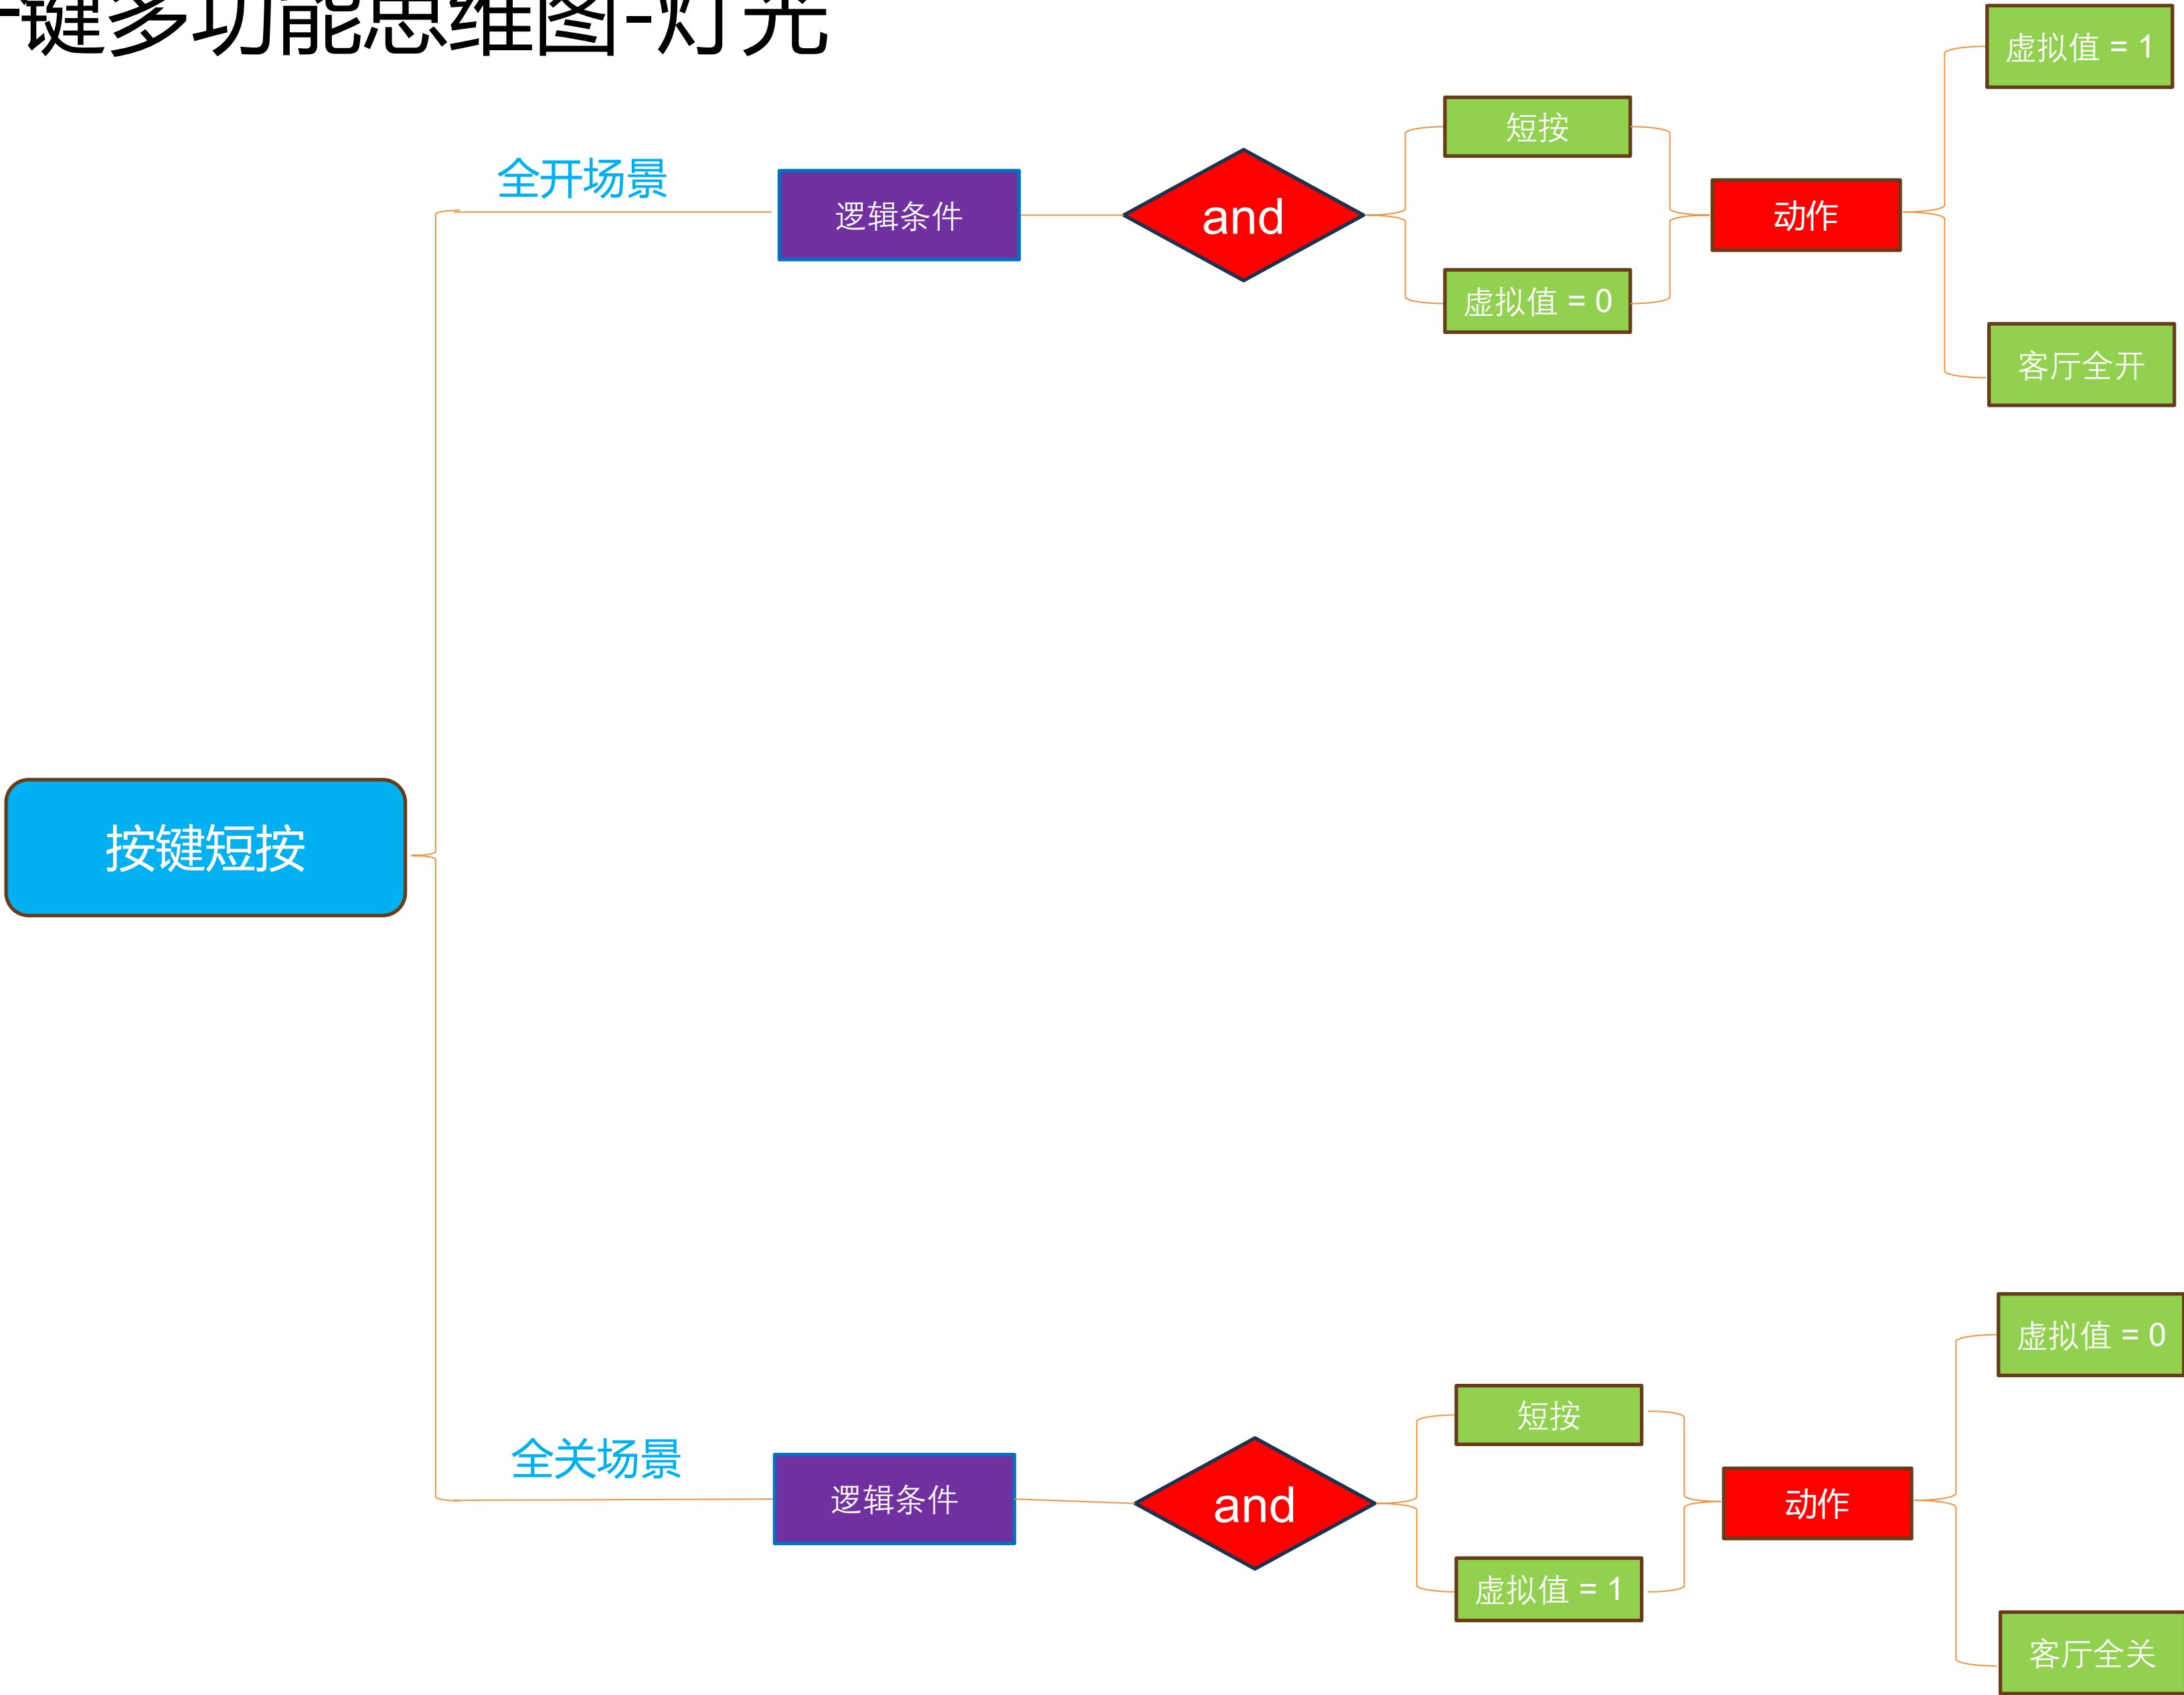 一键多功能思维图-灯光
虚拟值 = 1
短按
全开场景
逻辑条件
and
动作
虚拟值 = 0
客厅全开
按键短按
虚拟值 = 0
短按
全关场景
逻辑条件
and
动作
虚拟值 = 1
客厅全关